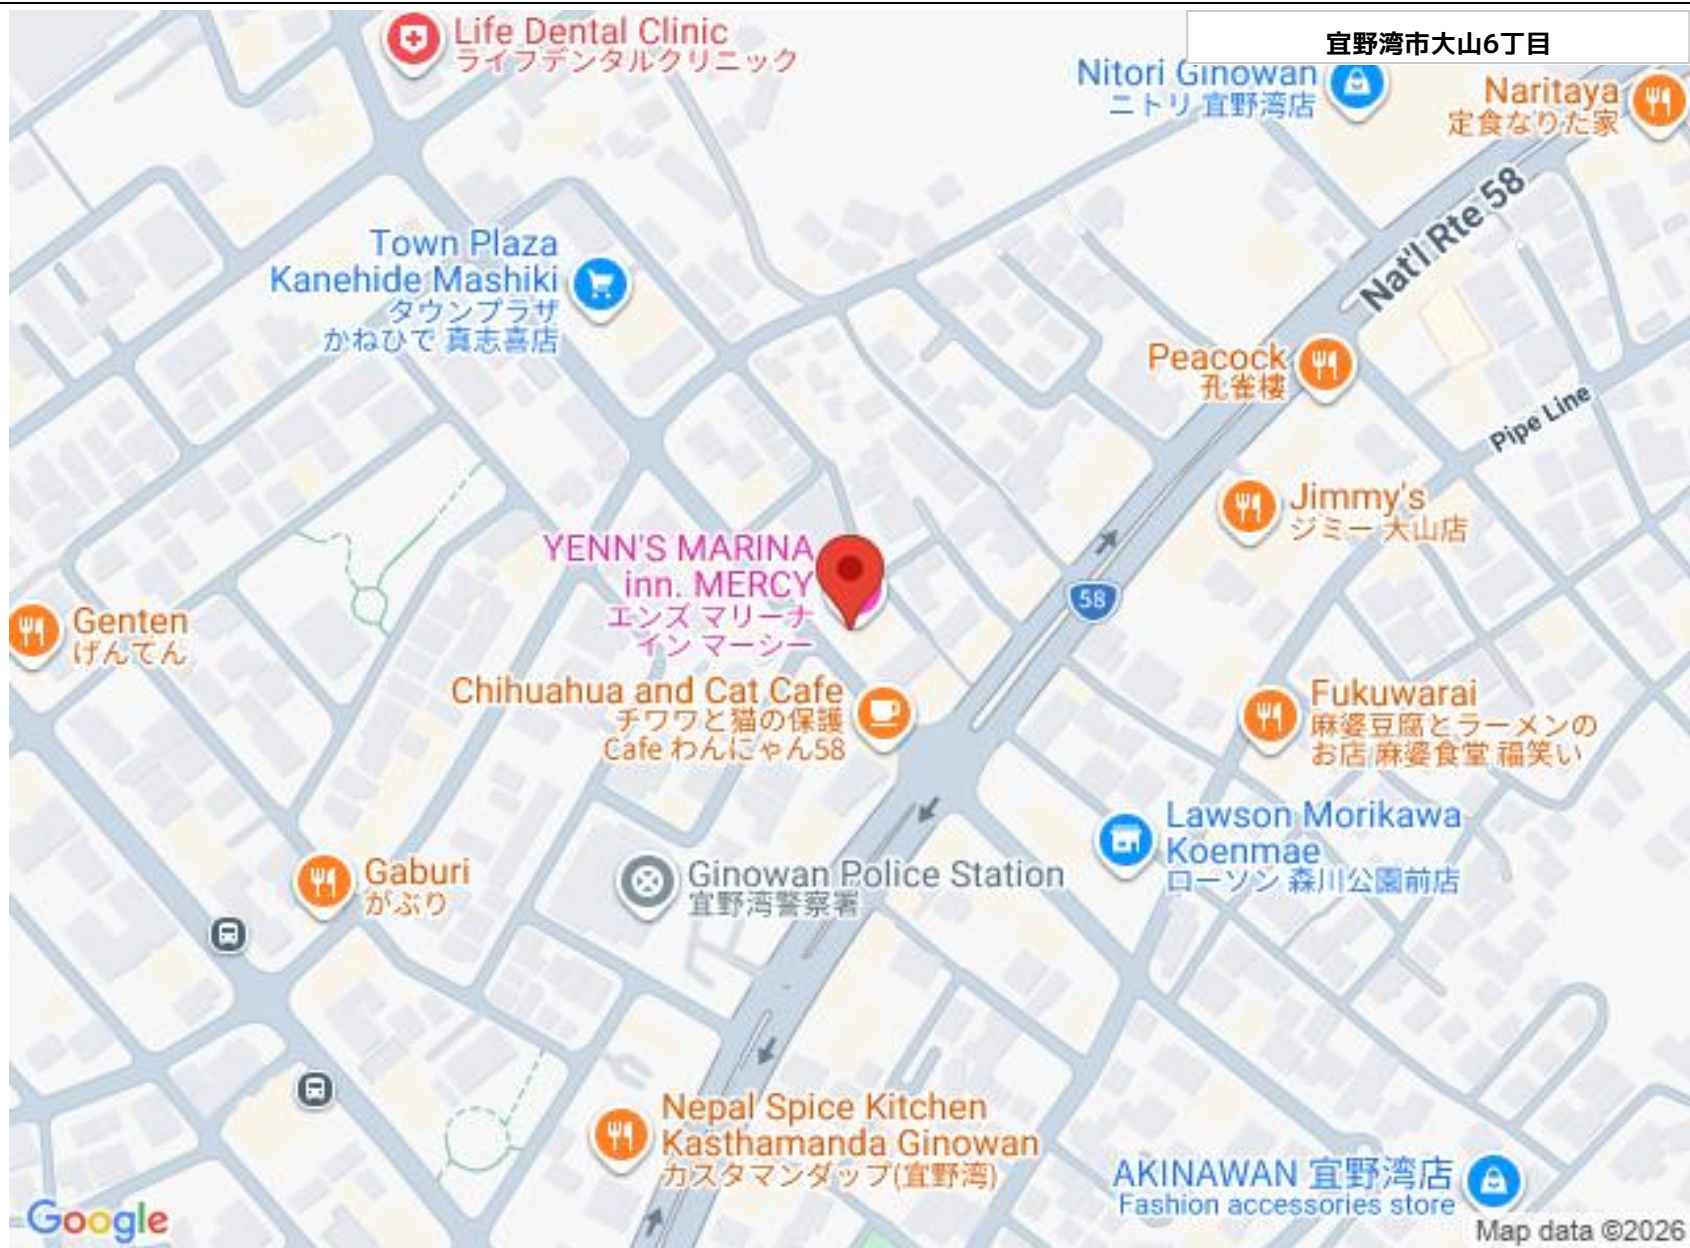 宜野湾市大山6丁目
Life Dental Clinic
ライフデンタルクリニック
Nitori Ginowan
ニトリ 宜野湾店
Naritaya
定食なりた家
Nat'l Rte 58
Town Plaza
Kanehide Mashiki
タウンプラザ
かねひで 真志喜店
Peacock
孔雀樓
Pipe Line
Jimmy's
ジミー 大山店
YENN'S MARINA
inn. MERCY
エンズ マリーナ
イン マーシー
58
Genten
げんてん
Chihuahua and Cat Cafe
チワワと猫の保護
Cafe わんにゃん58
Fukuwarai
麻婆豆腐とラーメンの
お店 麻婆食堂 福笑い
Lawson Morikawa
Koenmae
ローソン 森川公園前店
Gaburi
がぶり
Ginowan Police Station
宜野湾警察署
Nepal Spice Kitchen
Kasthamanda Ginowan
カスタマンダップ(宜野湾)
AKINAWAN 宜野湾店
Fashion accessories store
Google
Map data ©2026